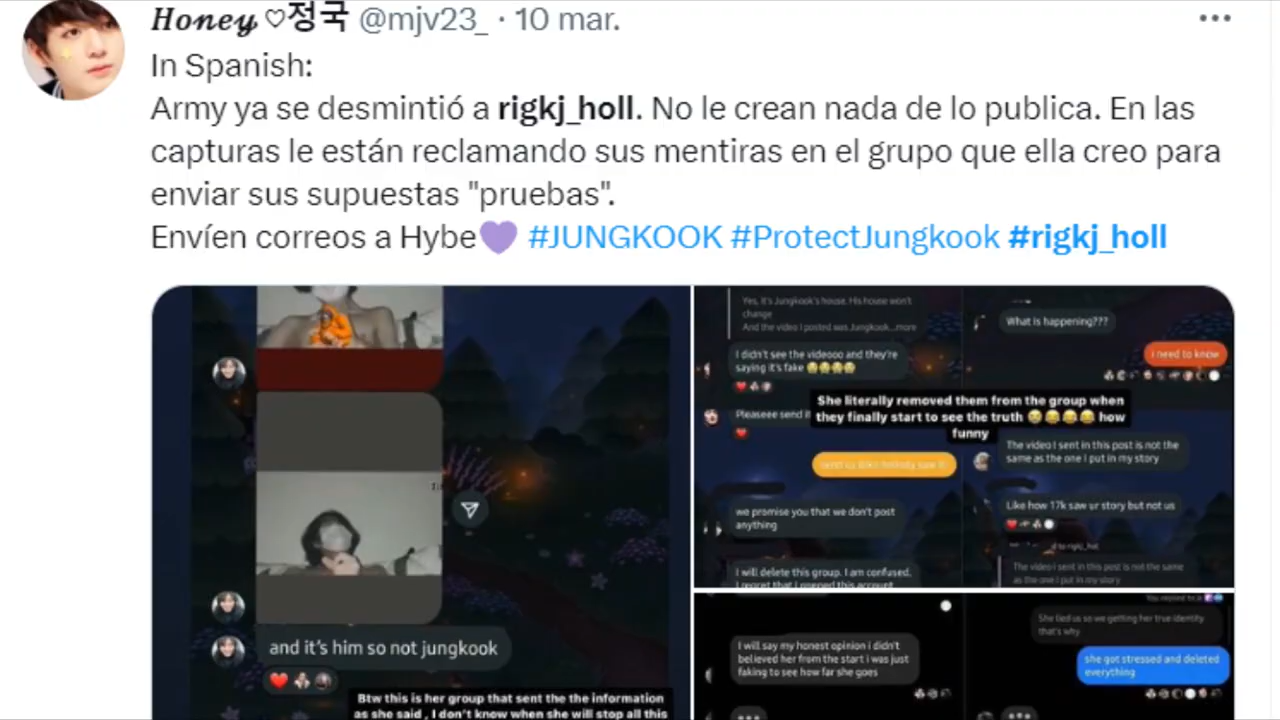 Honey ♡정국 @mjv23_ · 10 mar.
In Spanish:
Army ya se desmintió a rigkj_holl. No le crean nada de lo publica. En las
capturas le están reclamando sus mentiras en el grupo que ella creo para
enviar sus supuestas "pruebas".
Envíen correos a Hybe💜 #JUNGKOOK #ProtectJungkook #rigkj_holl
and it's him so not jungkook
Btw this is her group that sent the the information
as she said , I don't know when she will stop all this
Yes, It's Jungkook's house. His house won't
change
And the video I posted was Jungkook...more
I didn't see the videooo and they're
saying it's fake 😭😭😭😭
Pleaseee send it
What is happening???
i need to know
She literally removed them from the group when
they finally start to see the truth 😭😂😂😂 how
funny
The video I sent in this post is not the
same as the one i put in my story
we promise you that we don't post
anything
Like how 17k saw ur story but not us
The video I sent in this post is not the
same as the one i put in my story
I will delete this group. I am confused,
I regret that I opened this account
I will say my honest opinion i didn't
believed her from the start i was just
faking to see how far she goes
She lied us so we getting her true identity
that's why
she got stressed and deleted
everything